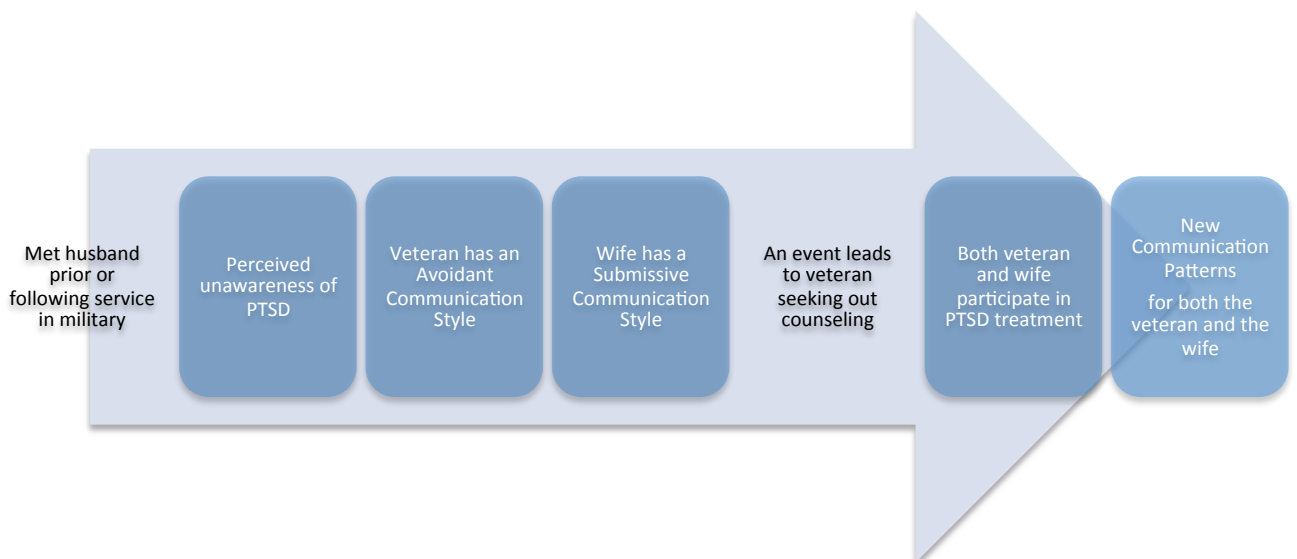 Met husband
prior or
following service
in military
Perceived
unawareness of
PTSD
Veteran has an
Avoidant
Communication
Style
Wife has a
Submissive
Communication
Style
An event leads
to veteran
seeking out
counseling
Both veteran
and wife
participate in
PTSD treatment
New
Communication
Patterns
for both the
veteran and the
wife